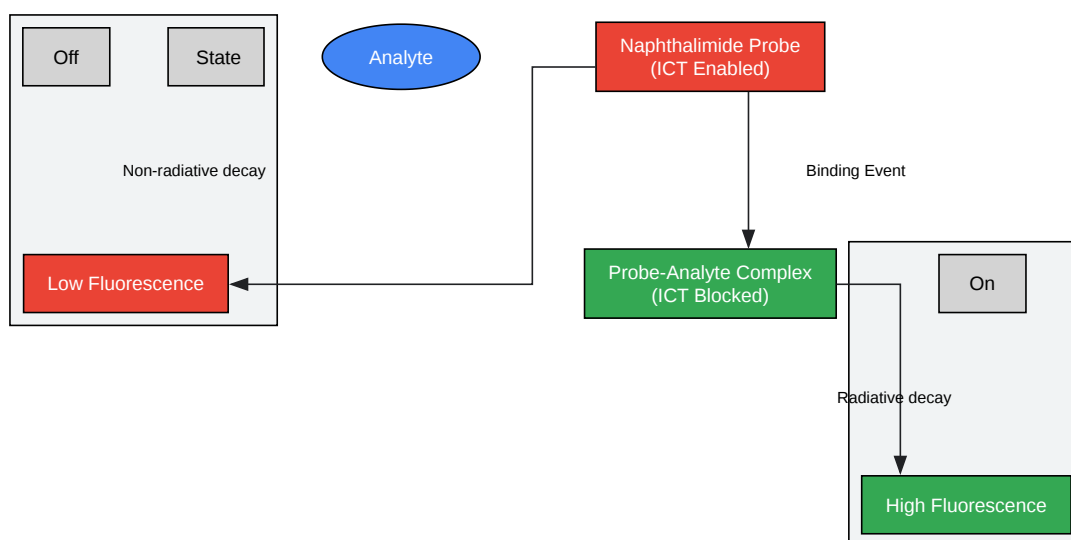 Off
State
Analyte
Naphthalimide Probe
(ICT Enabled)
Non-radiative decay
Binding Event
Low Fluorescence
Probe-Analyte Complex
(ICT Blocked)
On
Radiative decay
High Fluorescence